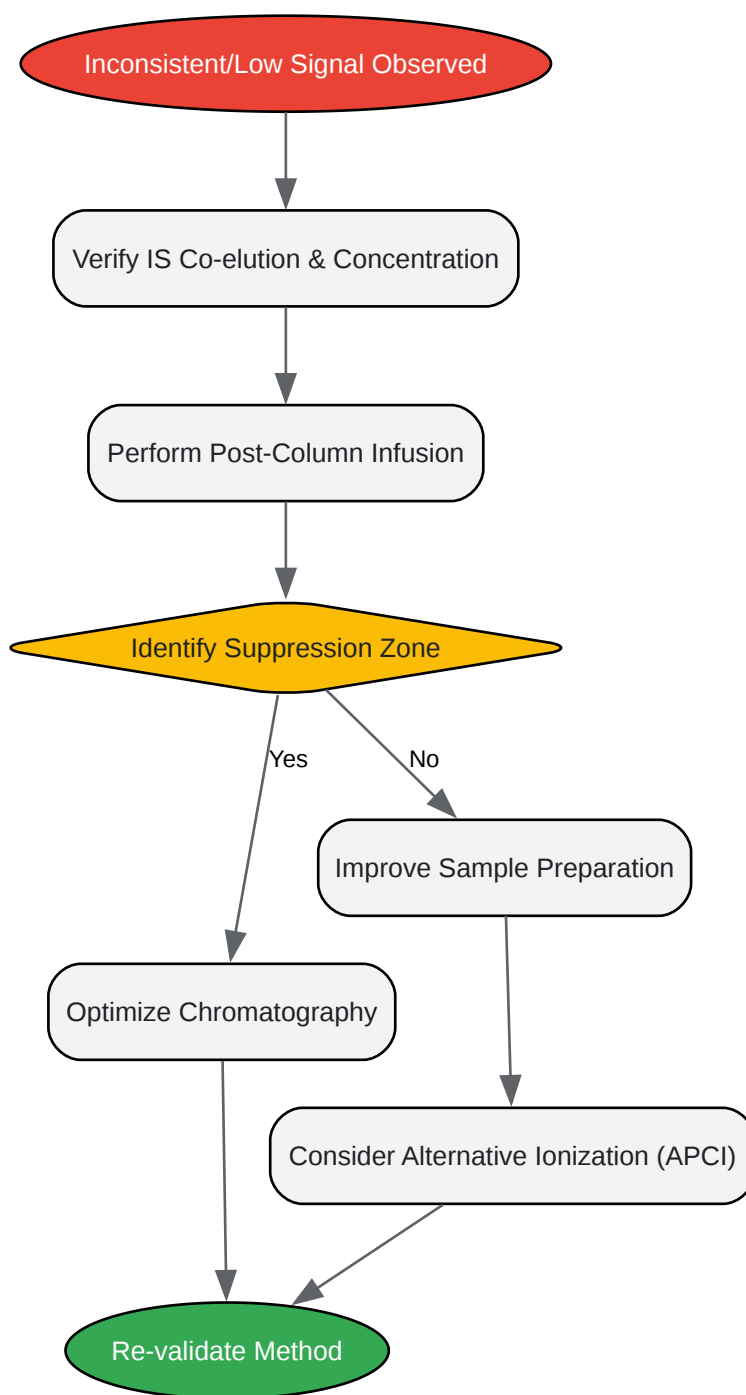 Inconsistent/Low Signal Observed
Verify IS Co-elution & Concentration
Perform Post-Column Infusion
Identify Suppression Zone
Yes
No
Improve Sample Preparation
Optimize Chromatography
Consider Alternative Ionization (APCI)
Re-validate Method